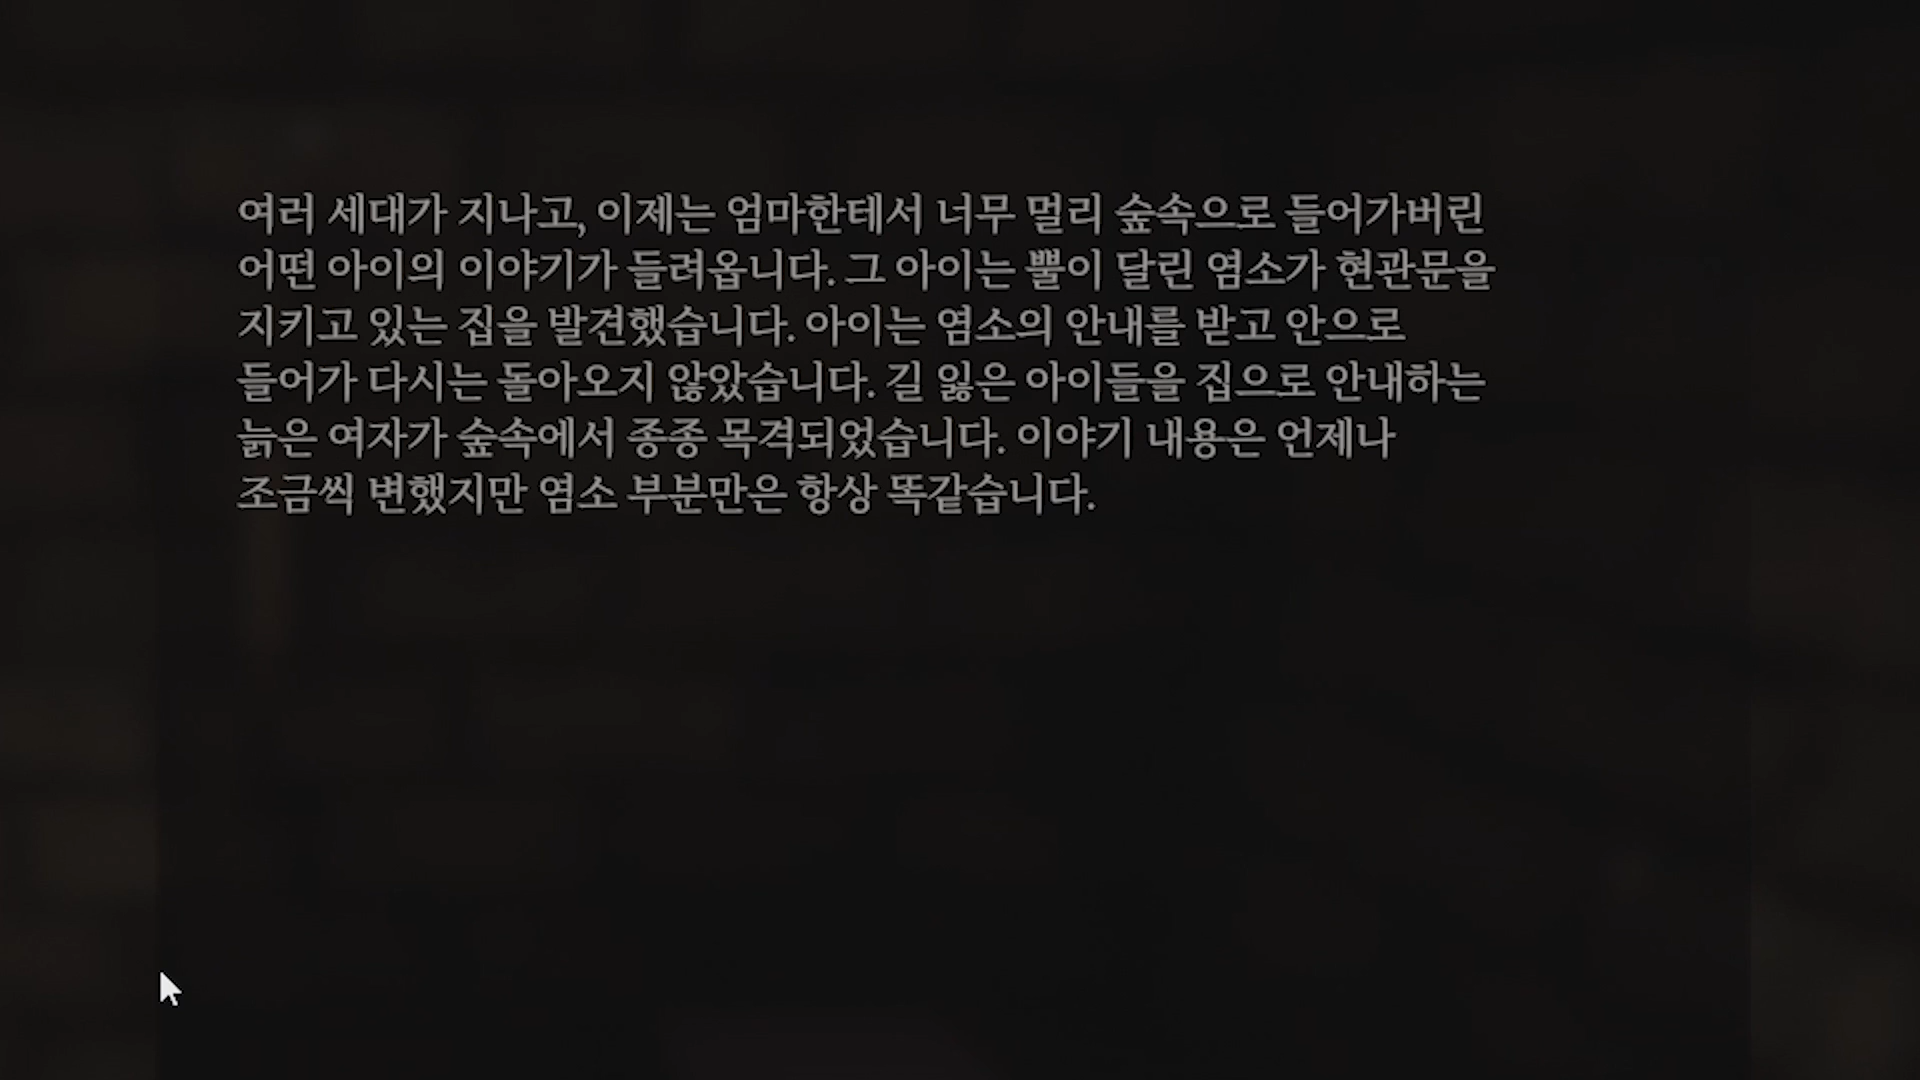 여러 세대가 지나고, 이제는 엄마한테서 너무 멀리 숲속으로 들어가버린
어떤 아이의 이야기가 들려옵니다. 그 아이는 뿔이 달린 염소가 현관문을
지키고 있는 집을 발견했습니다. 아이는 염소의 안내를 받고 안으로
들어가 다시는 돌아오지 않았습니다. 길 잃은 아이들을 집으로 안내하는
늙은 여자가 숲속에서 종종 목격되었습니다. 이야기 내용은 언제나
조금씩 변했지만 염소 부분만은 항상 똑같습니다.